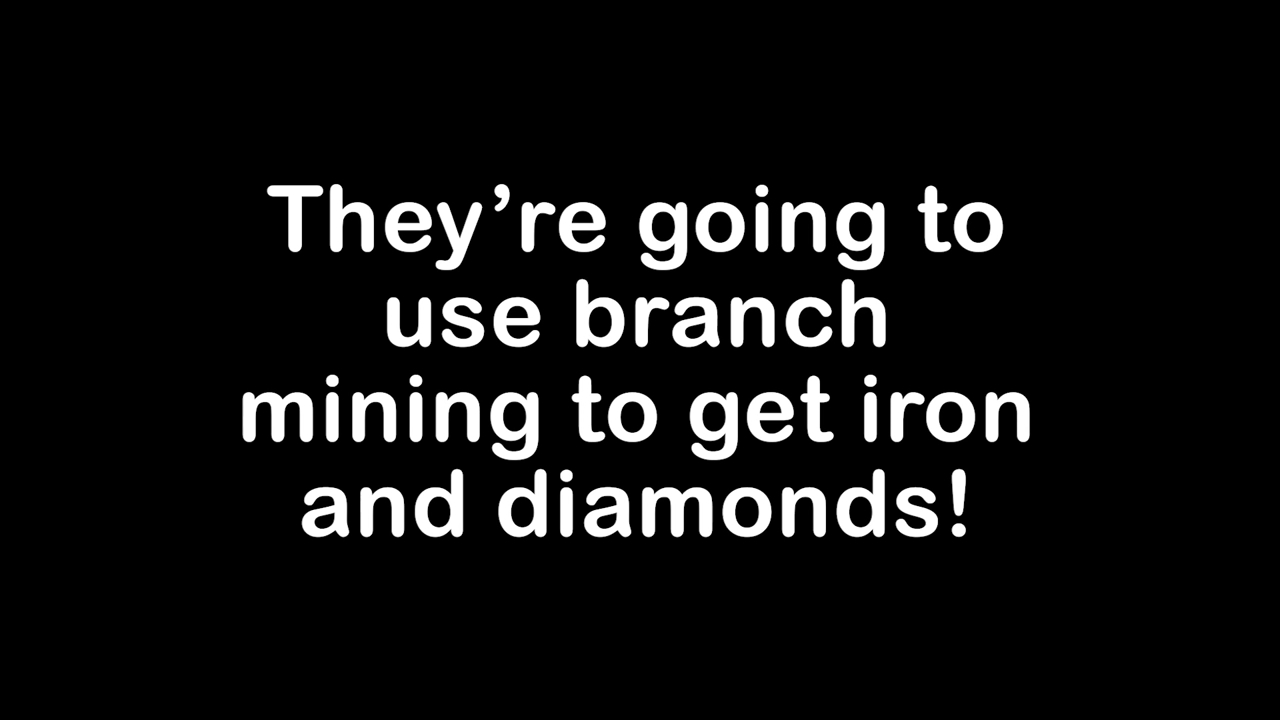 They’re going to
use branch
mining to get iron
and diamonds!